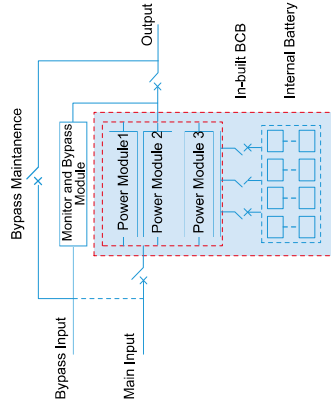 Bypass Maintanence
Monitor and Bypass
Module
Bypass Input
Main Input
Output
Power Module1
Power Module 2
Power Module 3
In-built BCB
Internal Battery